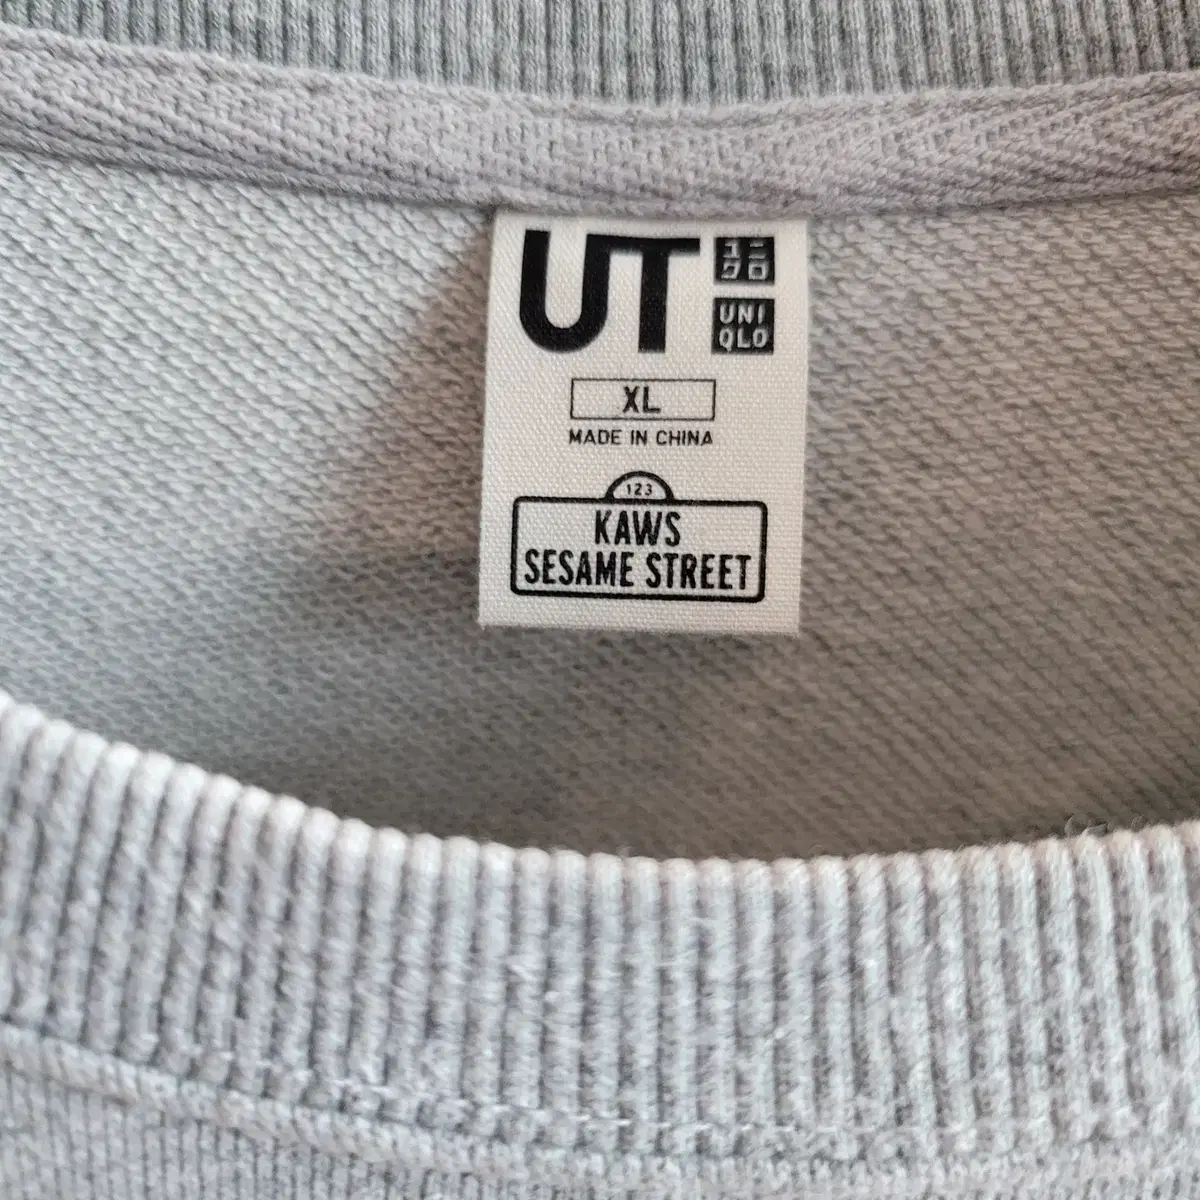 UT
ユニ
クロ
UNI
QLO
XL
MADE IN CHINA
123
KAWS
SESAME STREET